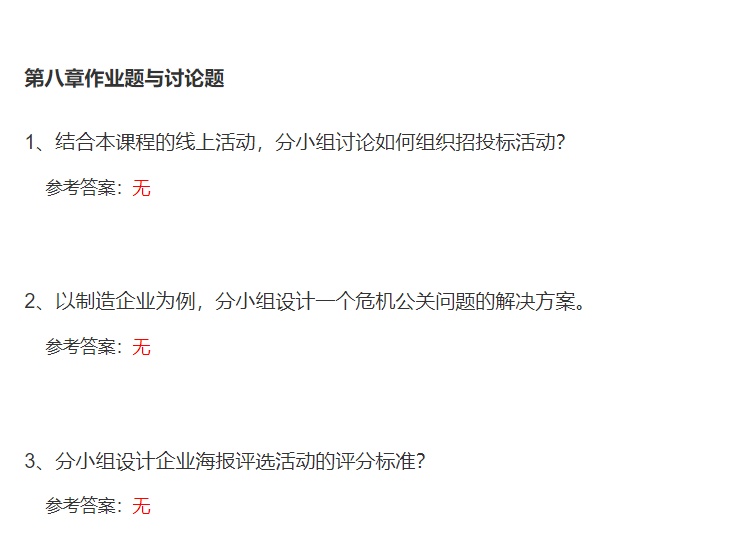 第八章作业题与讨论题
1、结合本课程的线上活动，分小组讨论如何组织招投标活动?
参考答案：无
2、以制造企业为例，分小组设计一个危机公关问题的解决方案。
参考答案：无
3、分小组设计企业海报评选活动的评分标准?
参考答案：无